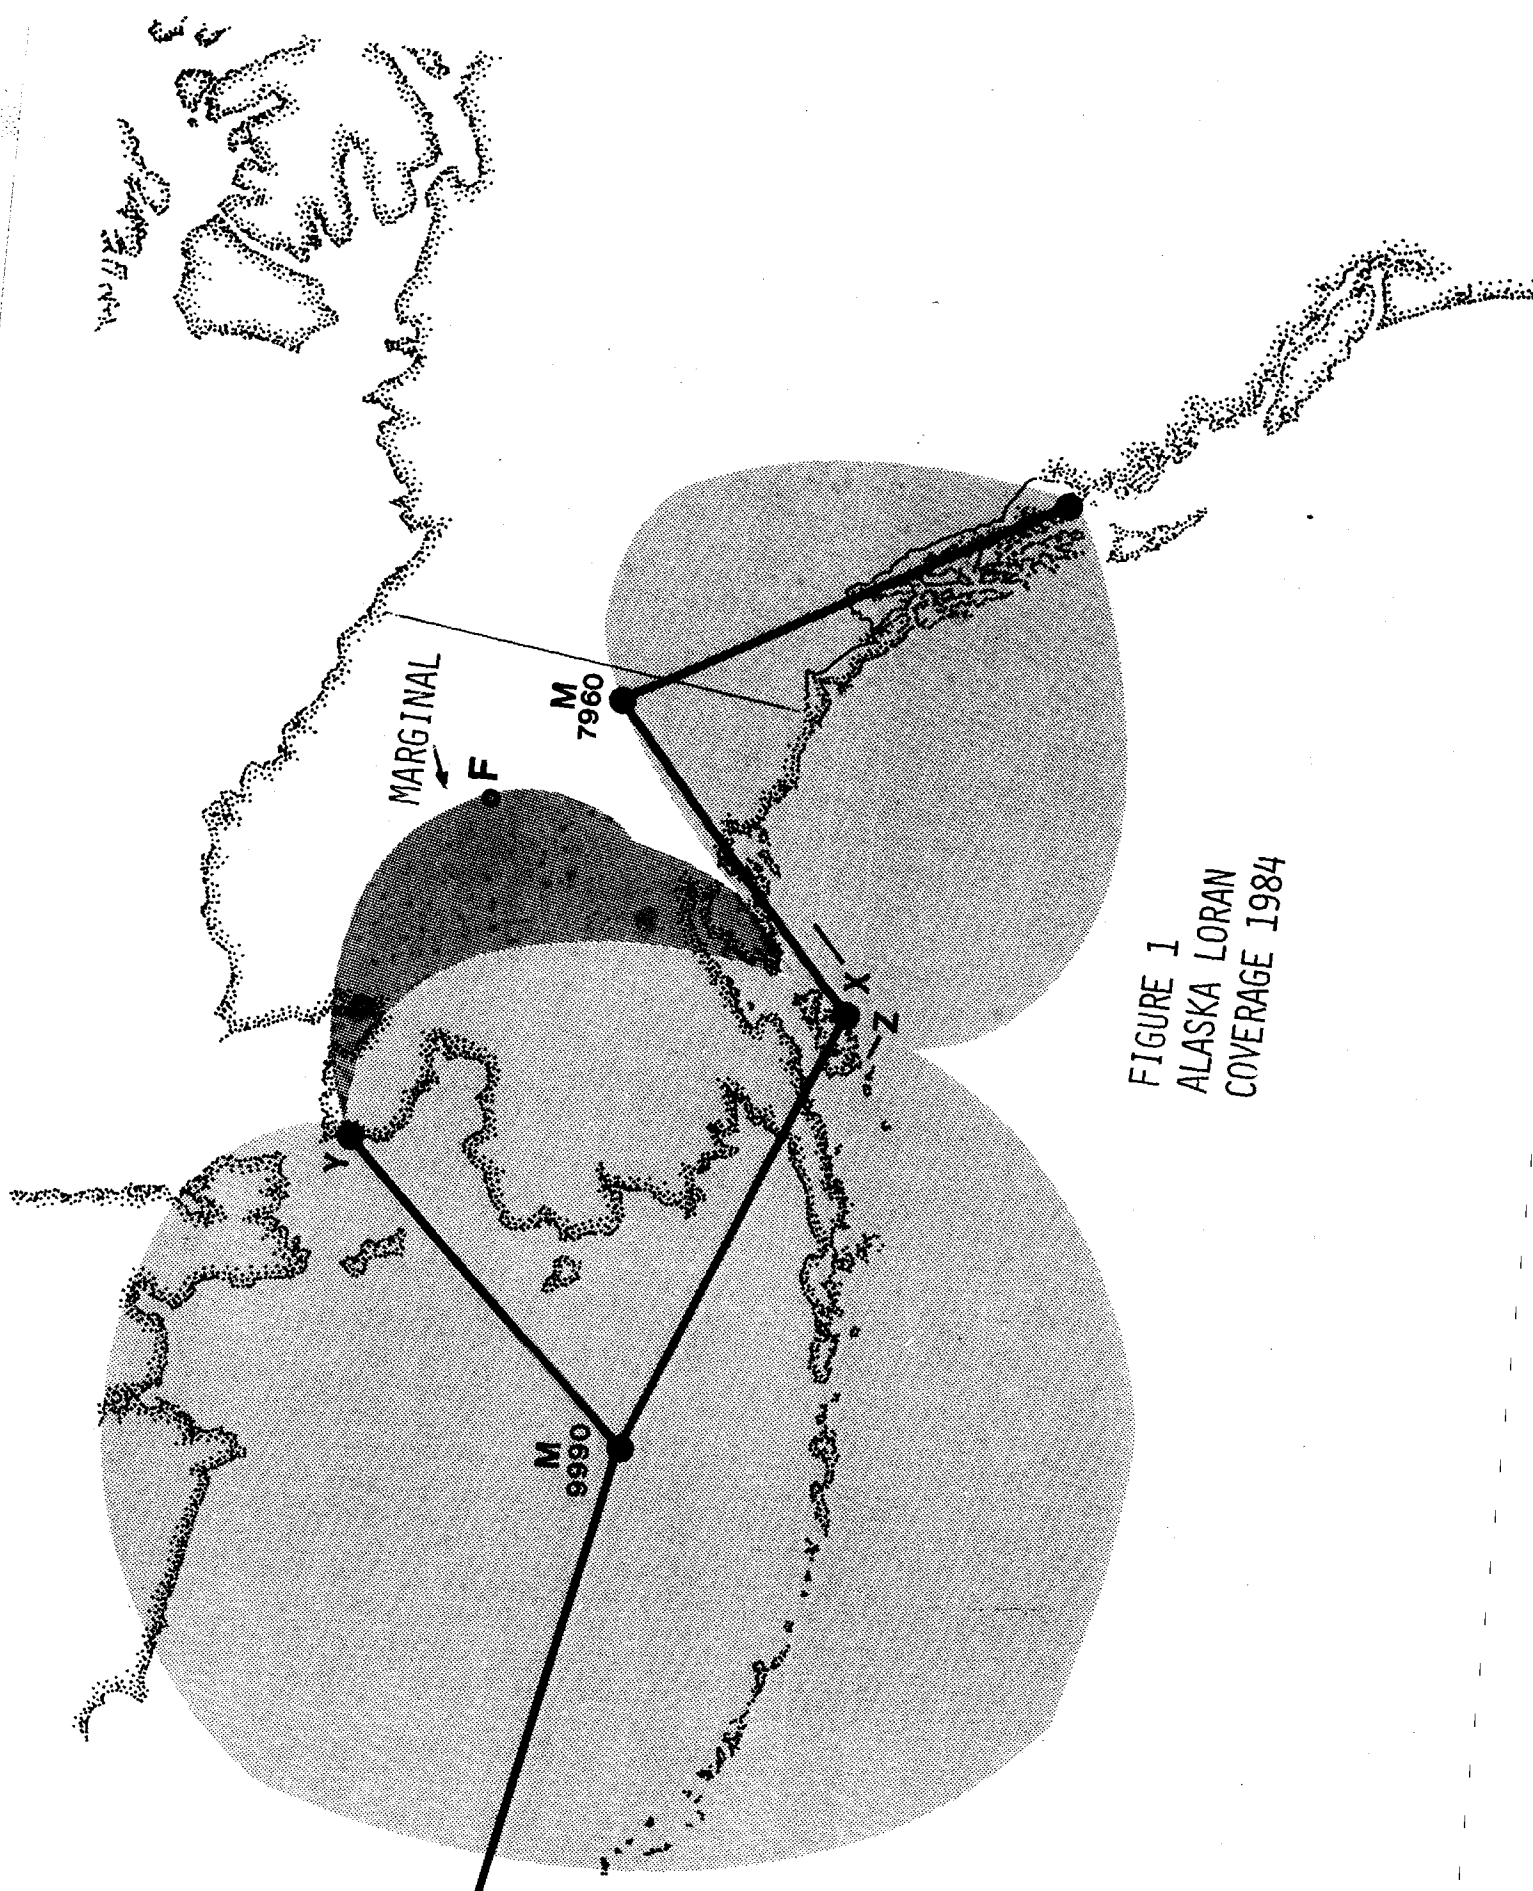 MARGINAL
F
M
7960
Y
X
Z
M
9990
FIGURE 1
ALASKA LORAN
COVERAGE 1984